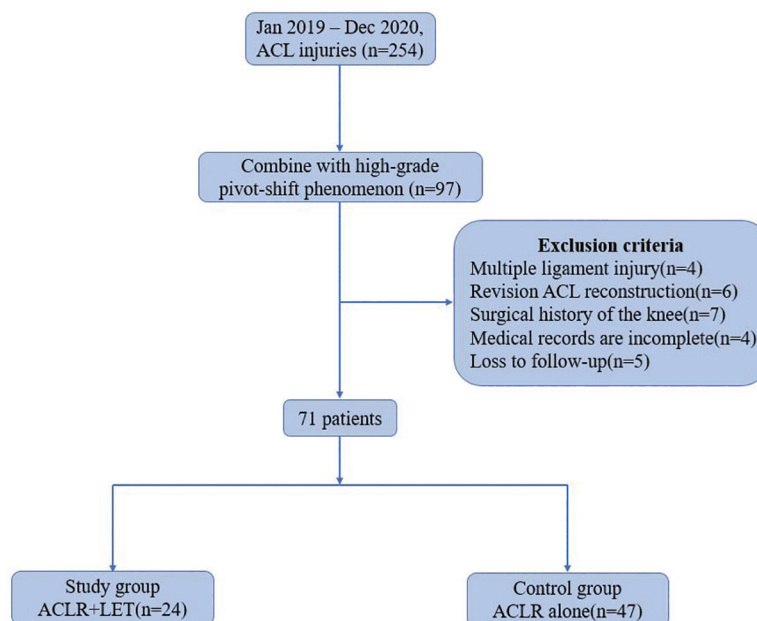 Jan 2019 – Dec 2020,
ACL injuries (n=254)
Combine with high-grade
pivot-shift phenomenon (n=97)
Exclusion criteria
Multiple ligament injury(n=4)
Revision ACL reconstruction(n=6)
Surgical history of the knee(n=7)
Medical records are incomplete(n=4)
Loss to follow-up(n=5)
71 patients
Study group
ACLR+LET(n=24)
Control group
ACLR alone(n=47)